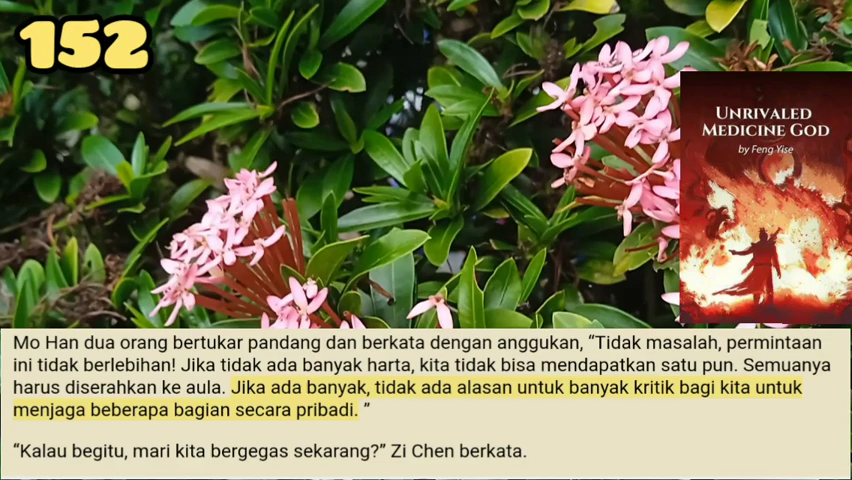 152
UNRIVALED
MEDICINE GOD
by Feng Yise
Mo Han dua orang bertukar pandang dan berkata dengan anggukan, “Tidak masalah, permintaan
ini tidak berlebihan! Jika tidak ada banyak harta, kita tidak bisa mendapatkan satu pun. Semuanya
harus diserahkan ke aula. Jika ada banyak, tidak ada alasan untuk banyak kritik bagi kita untuk
menjaga beberapa bagian secara pribadi. ”
“Kalau begitu, mari kita bergegas sekarang?” Zi Chen berkata.